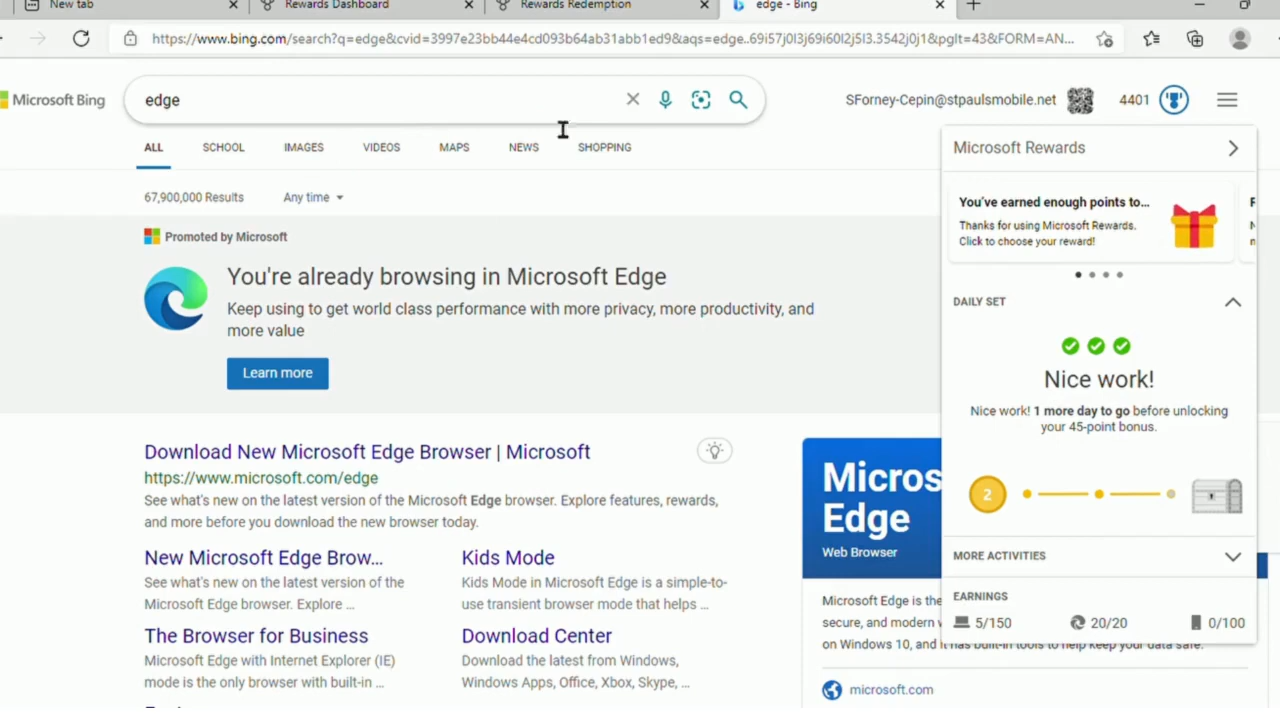 New tab
Rewards Dashboard
Rewards Redemption
edge - Bing
https://www.bing.com/search?q=edge&cvid=3997e23bb44e4cd093b64ab31abb1ed9&aqs=edge..69i57j0l3j69i60l2j5l3.3542j0j1&pglt=43&FORM=AN...
Microsoft Bing
edge
SForney-Cepin@stpaulsmobile.net
4401
ALL
SCHOOL
IMAGES
VIDEOS
MAPS
NEWS
SHOPPING
67,900,000 Results
Any time
Promoted by Microsoft
You're already browsing in Microsoft Edge
Keep using to get world class performance with more privacy, more productivity, and
more value
Learn more
Download New Microsoft Edge Browser | Microsoft
https://www.microsoft.com/edge
See what's new on the latest version of the Microsoft Edge browser. Explore features, rewards,
and more before you download the new browser today.
New Microsoft Edge Brow...
See what's new on the latest version of the
Microsoft Edge browser. Explore ...
Kids Mode
Kids Mode in Microsoft Edge is a simple-to-
use transient browser mode that helps ...
The Browser for Business
Microsoft Edge with Internet Explorer (IE)
mode is the only browser with built-in ...
Download Center
Download the latest from Windows,
Windows Apps, Office, Xbox, Skype, ...
Micros
Edge
Web Browser
Microsoft Edge is the
secure, and modern
on Windows 10, and it has built-in tools to help keep your data safe.
microsoft.com
Microsoft Rewards
You've earned enough points to...
Thanks for using Microsoft Rewards.
Click to choose your reward!
DAILY SET
Nice work!
Nice work! 1 more day to go before unlocking
your 45-point bonus.
2
MORE ACTIVITIES
EARNINGS
5/150
20/20
0/100